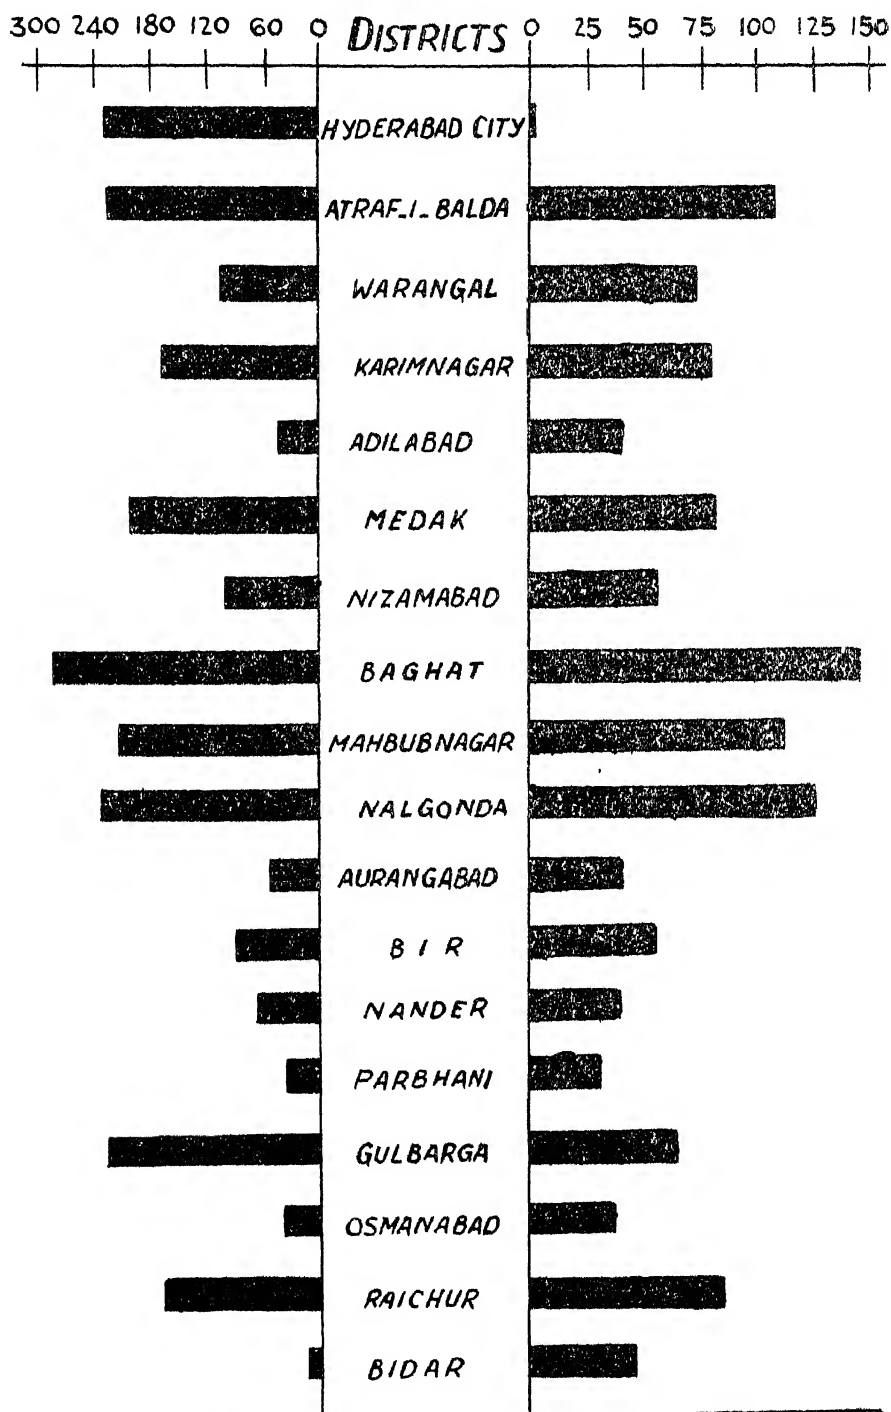 300 240 180 120 60 0 DISTRICTS 0 25 50 75 100 125 150
HYDERABAD CITY
ATRAF-I-BALDA
WARANGAL
KARIMNAGAR
ADILABAD
MEDAK
NIZAMABAD
BAGHAT
MAHBUBNAGAR
NALGONDA
AURANGABAD
BIR
NANDER
PARBHANI
GULBARGA
OSMANABAD
RAICHUR
BIDAR